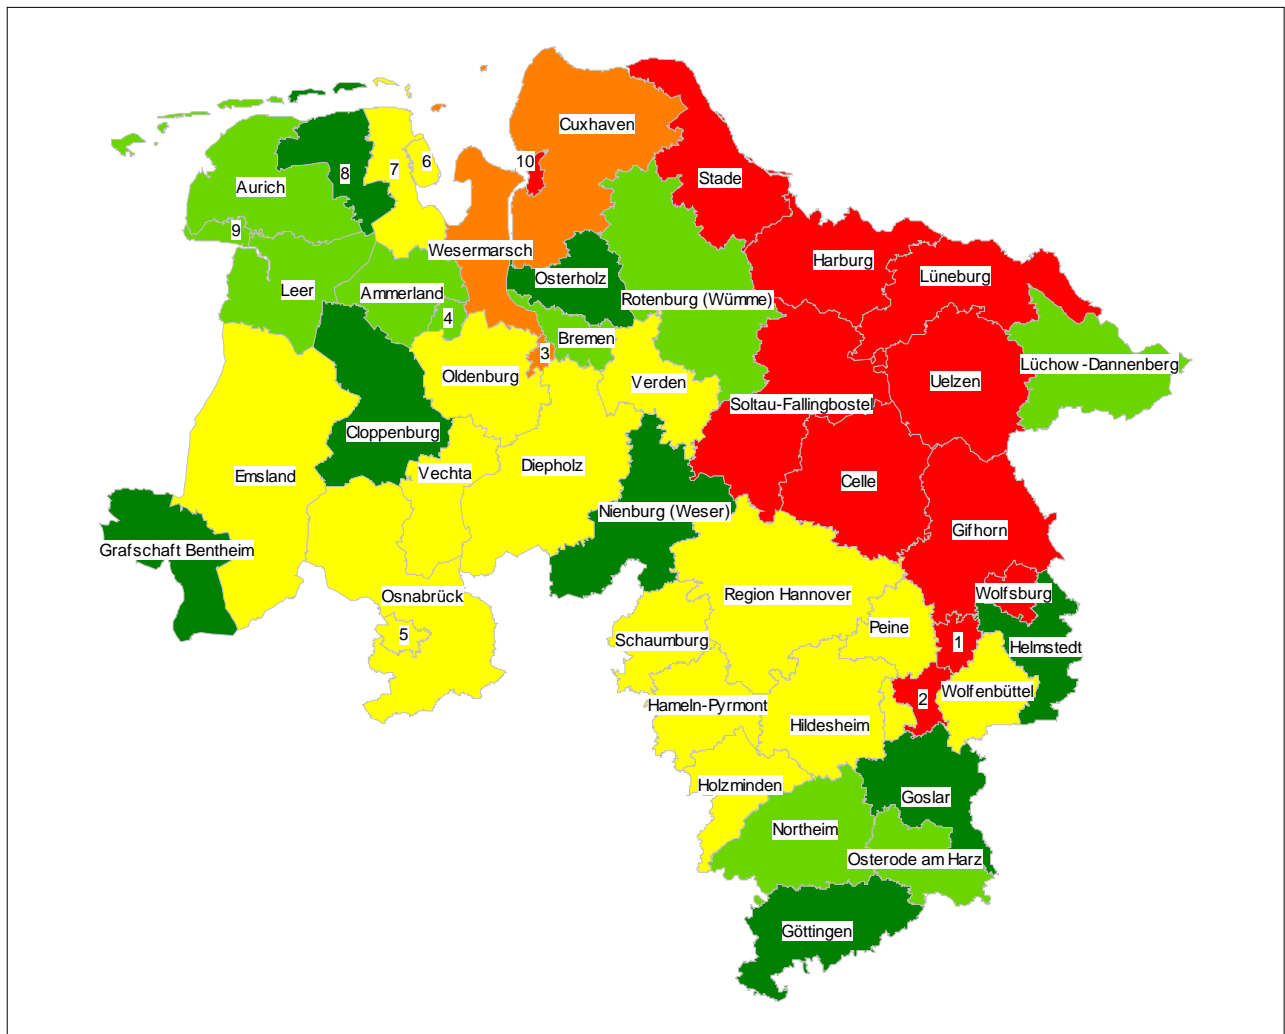 Cuxhaven
10
6
7
8
Stade
Aurich
9
Wesermarsch
Harburg
Lüneburg
Osterholz
Leer
Ammerland
Rotenburg (Wümme)
4
Bremen
3
Lüchow-Dannenberg
Oldenburg
Verden
Uelzen
Soltau-Fallingbostel
Cloppenburg
Emsland
Vechta
Diepholz
Celle
Nienburg (Weser)
Gifhorn
Grafschaft Bentheim
Osnabrück
Region Hannover
Wolfsburg
5
Schaumburg
Peine
1
Helmstedt
Wolfenbüttel
Hameln-Pyrmont
2
Hildesheim
Holzminden
Goslar
Northeim
Osterode am Harz
Göttingen